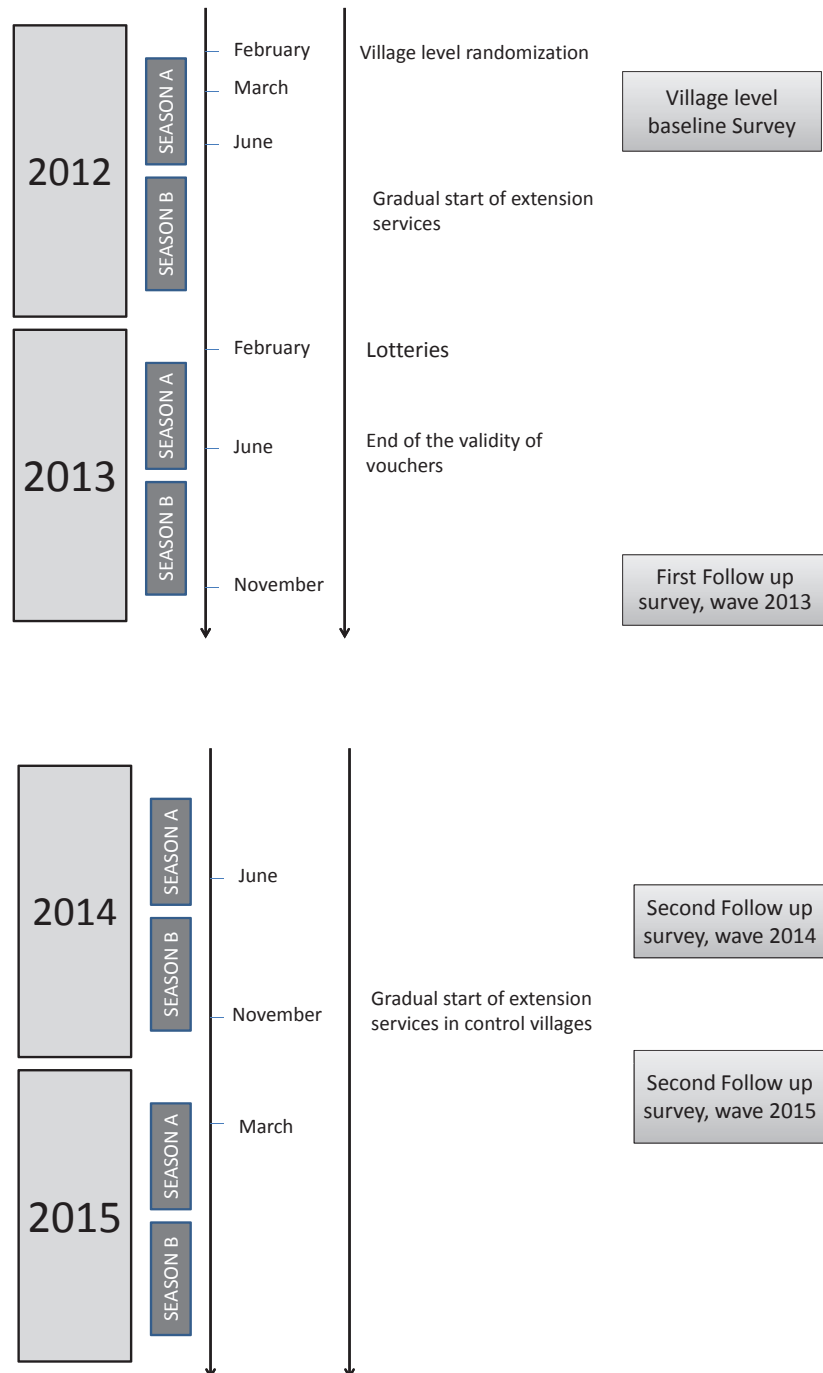 2012
SEASON A
SEASON B
February
March
June
Village level randomization
Village level
baseline Survey
Gradual start of extension
services
2013
SEASON A
SEASON B
February
June
November
Lotteries
End of the validity of
vouchers
First Follow up
survey, wave 2013
2014
SEASON A
SEASON B
June
November
Second Follow up
survey, wave 2014
Gradual start of extension
services in control villages
2015
SEASON A
SEASON B
March
Second Follow up
survey, wave 2015